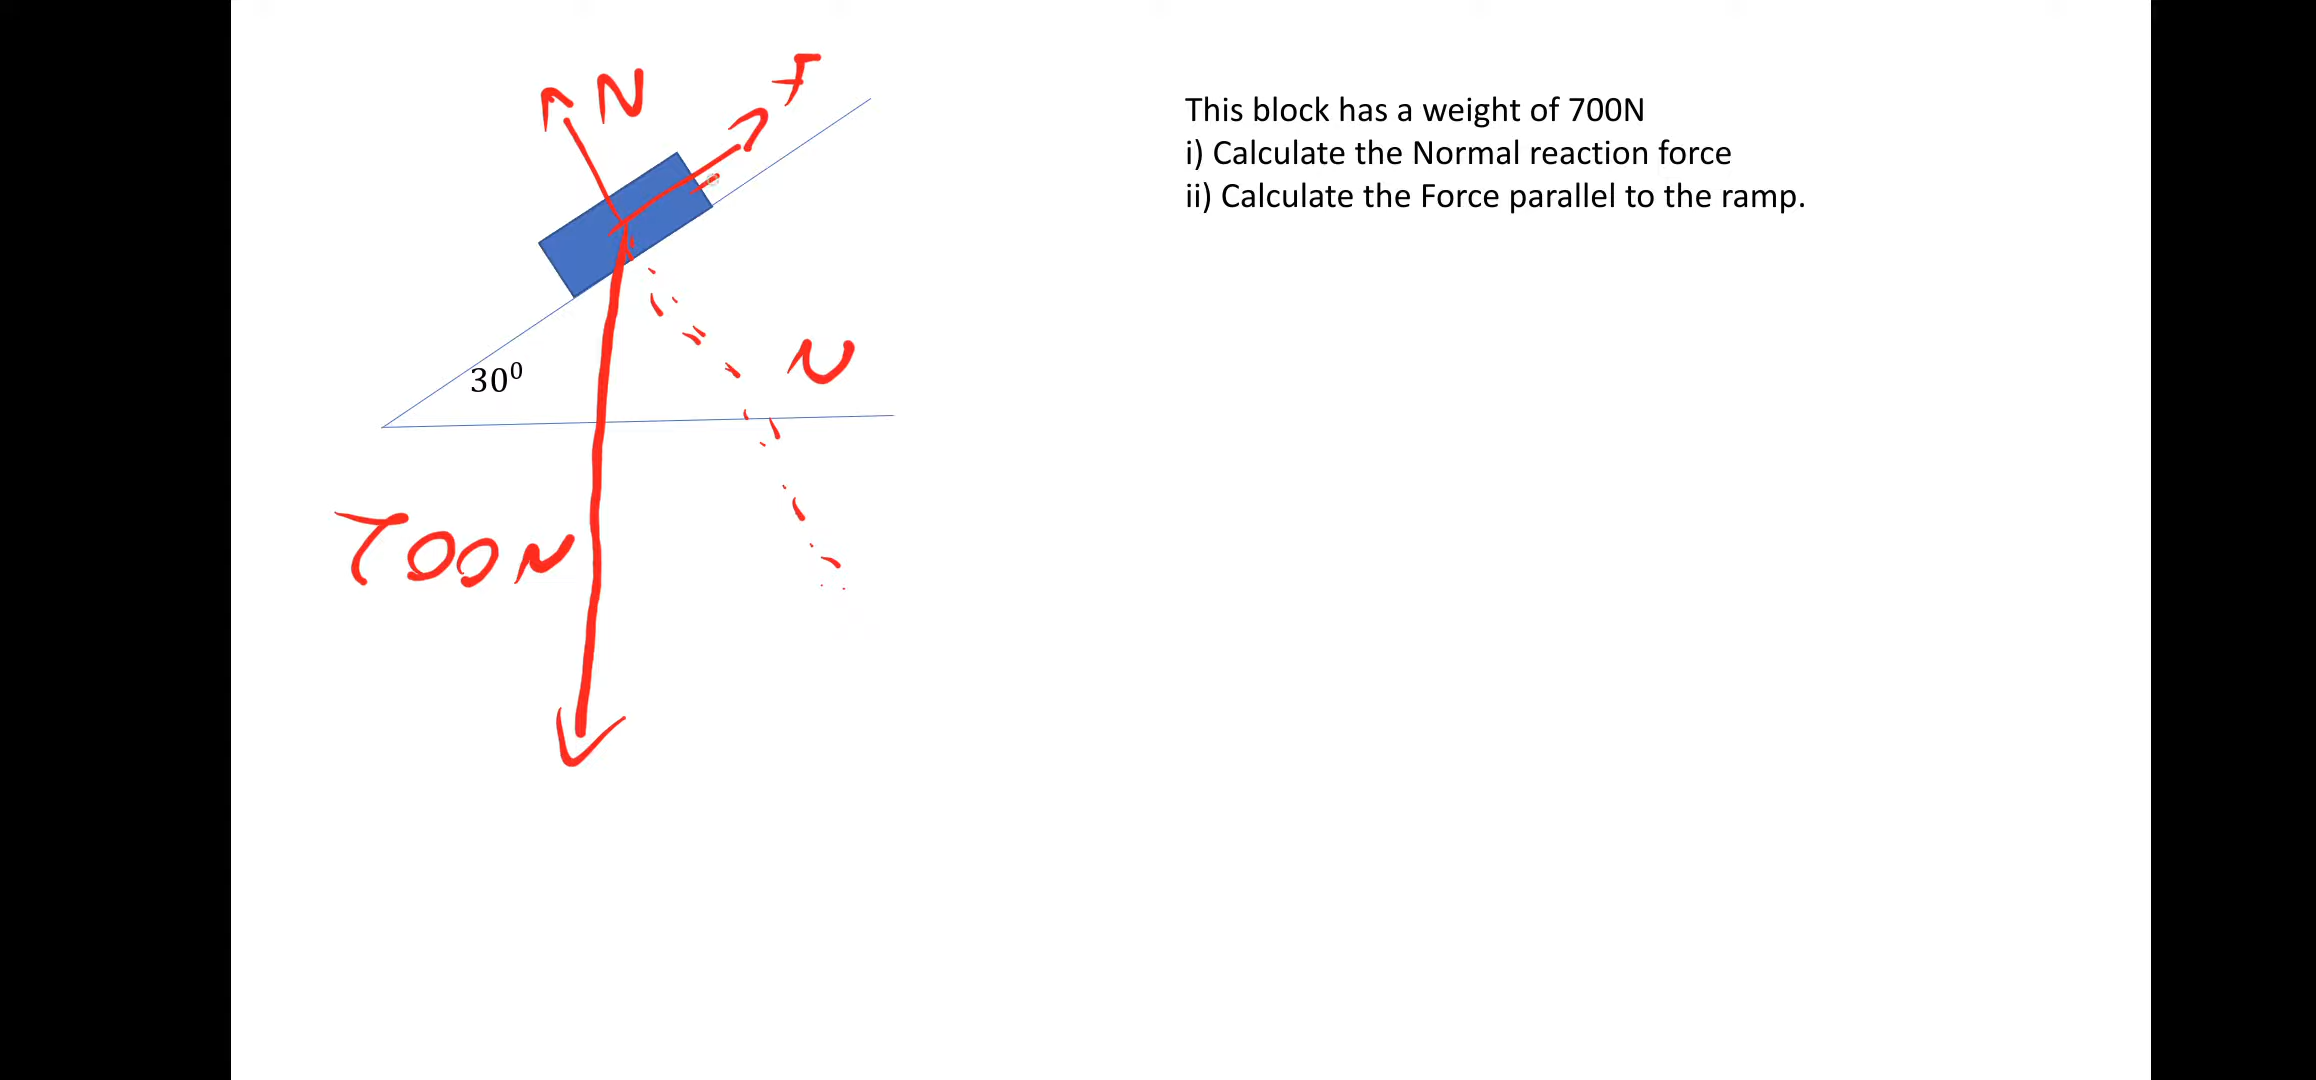 N
F
This block has a weight of 700N
i) Calculate the Normal reaction force
ii) Calculate the Force parallel to the ramp.
N
30⁰
700N